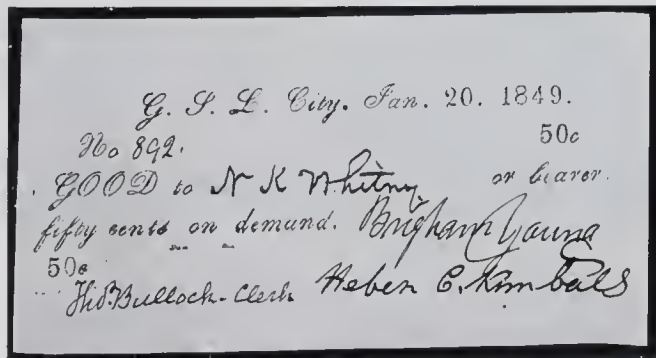 G. S. L. City. Jan. 20. 1849.
No 892. 50c
GOOD to N K Whitney or bearer.
fifty cents on demand. Brigham Young
50c
Tho.s Bullock-Clerk Heber C. Kimball